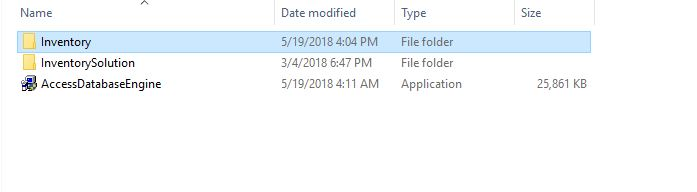 Name Date modified Type Size
Inventory 5/19/2018 4:04 PM File folder
InventorySolution 3/4/2018 6:47 PM File folder
AccessDatabaseEngine 5/19/2018 4:11 AM Application 25,861 KB